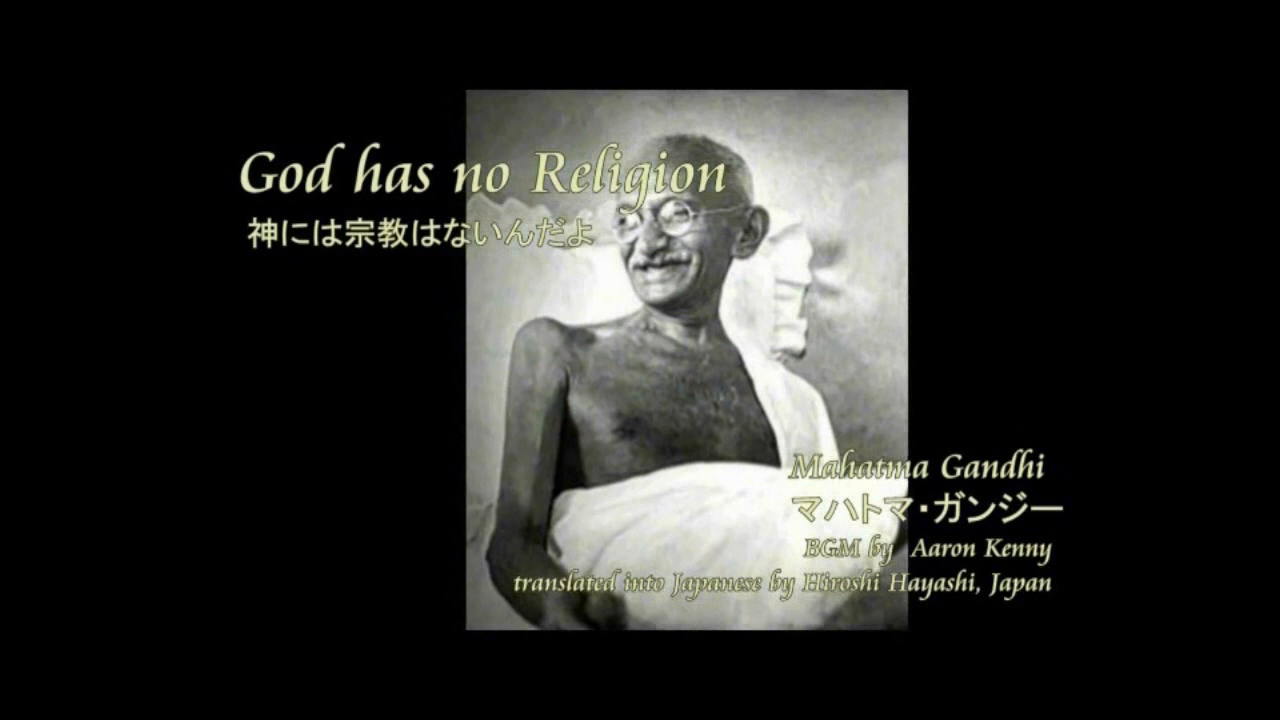 God has no Religion
神には宗教はないんだよ
Mahatma Gandhi
マハトマ・ガンジー
BGM by Aaron Kenny
translated into Japanese by Hiroshi Hayashi, Japan